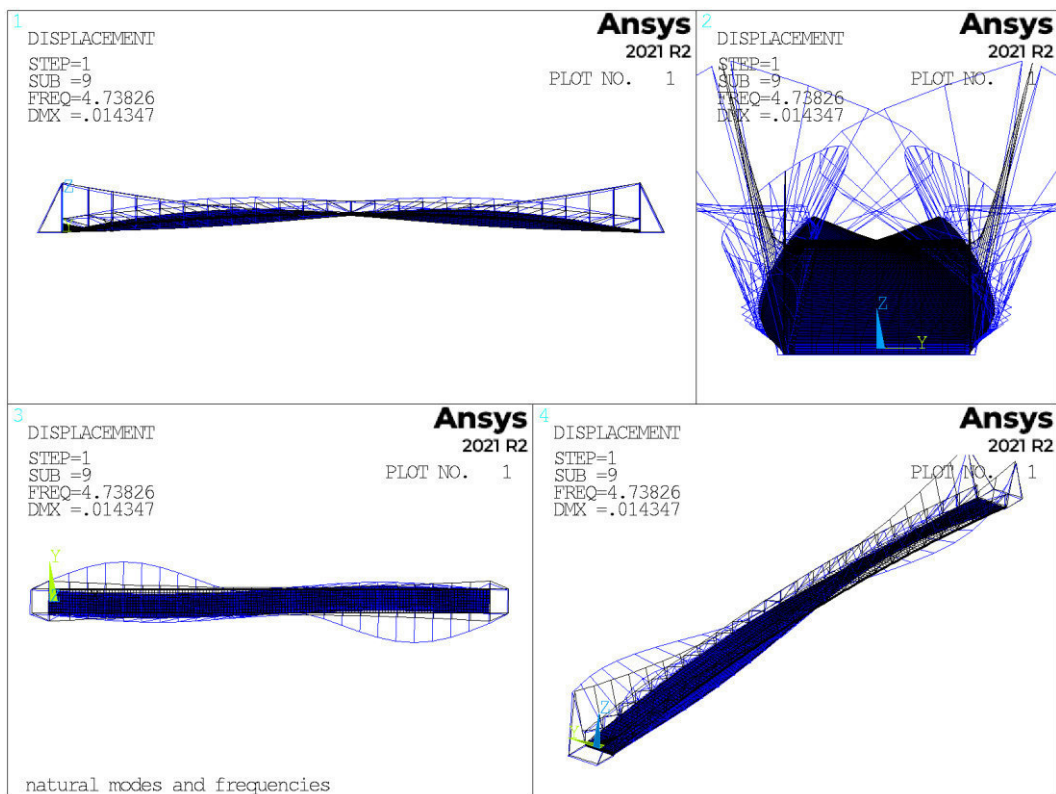 1
Ansys
2021 R2
DISPLACEMENT
STEP=1
SUB =9
FREQ=4.73826
DMX =.014347
PLOT NO. 1
Z
2
Ansys
2021 R2
DISPLACEMENT
STEP=1
SUB =9
FREQ=4.73826
DMX =.014347
PLOT NO. 1
Z
Y
3
Ansys
2021 R2
DISPLACEMENT
STEP=1
SUB =9
FREQ=4.73826
DMX =.014347
PLOT NO. 1
Y
4
Ansys
2021 R2
DISPLACEMENT
STEP=1
SUB =9
FREQ=4.73826
DMX =.014347
PLOT NO. 1
Z
Y
natural modes and frequencies